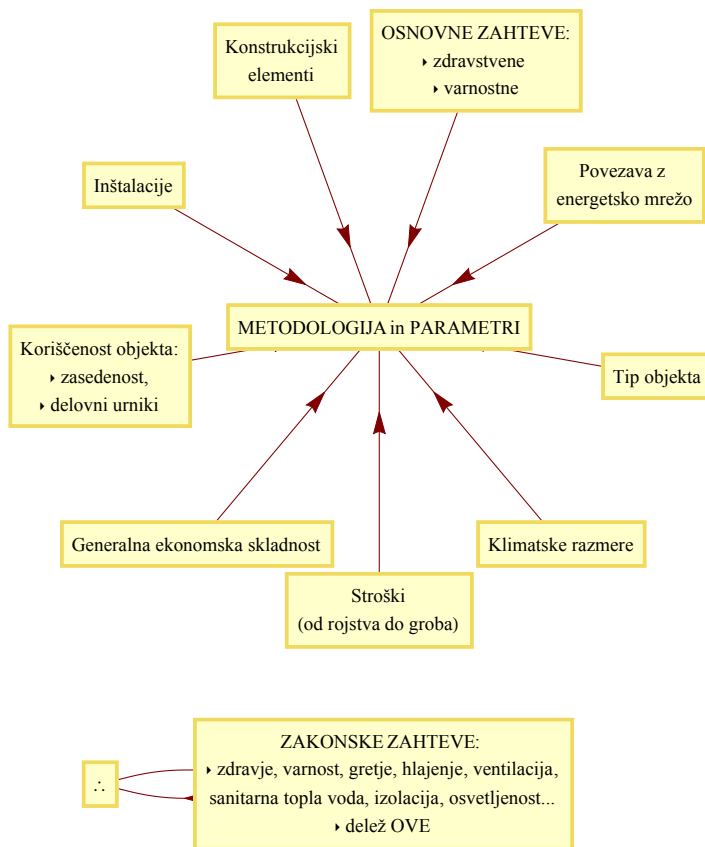 Konstrukcijski
elementi
OSNOVNE ZAHTEVE:
‣ zdravstvene
‣ varnostne
Inštalacije
Povezava z
energetsko mrežo
METODOLOGIJA in PARAMETRI
Koriščenost objekta:
‣ zasedenost,
‣ delovni urniki
Tip objekta
Generalna ekonomska skladnost
Klimatske razmere
Stroški
(od rojstva do groba)
∴
ZAKONSKE ZAHTEVE:
‣ zdravje, varnost, gretje, hlajenje, ventilacija,
sanitarna topla voda, izolacija, osvetljenost...
‣ delež OVE